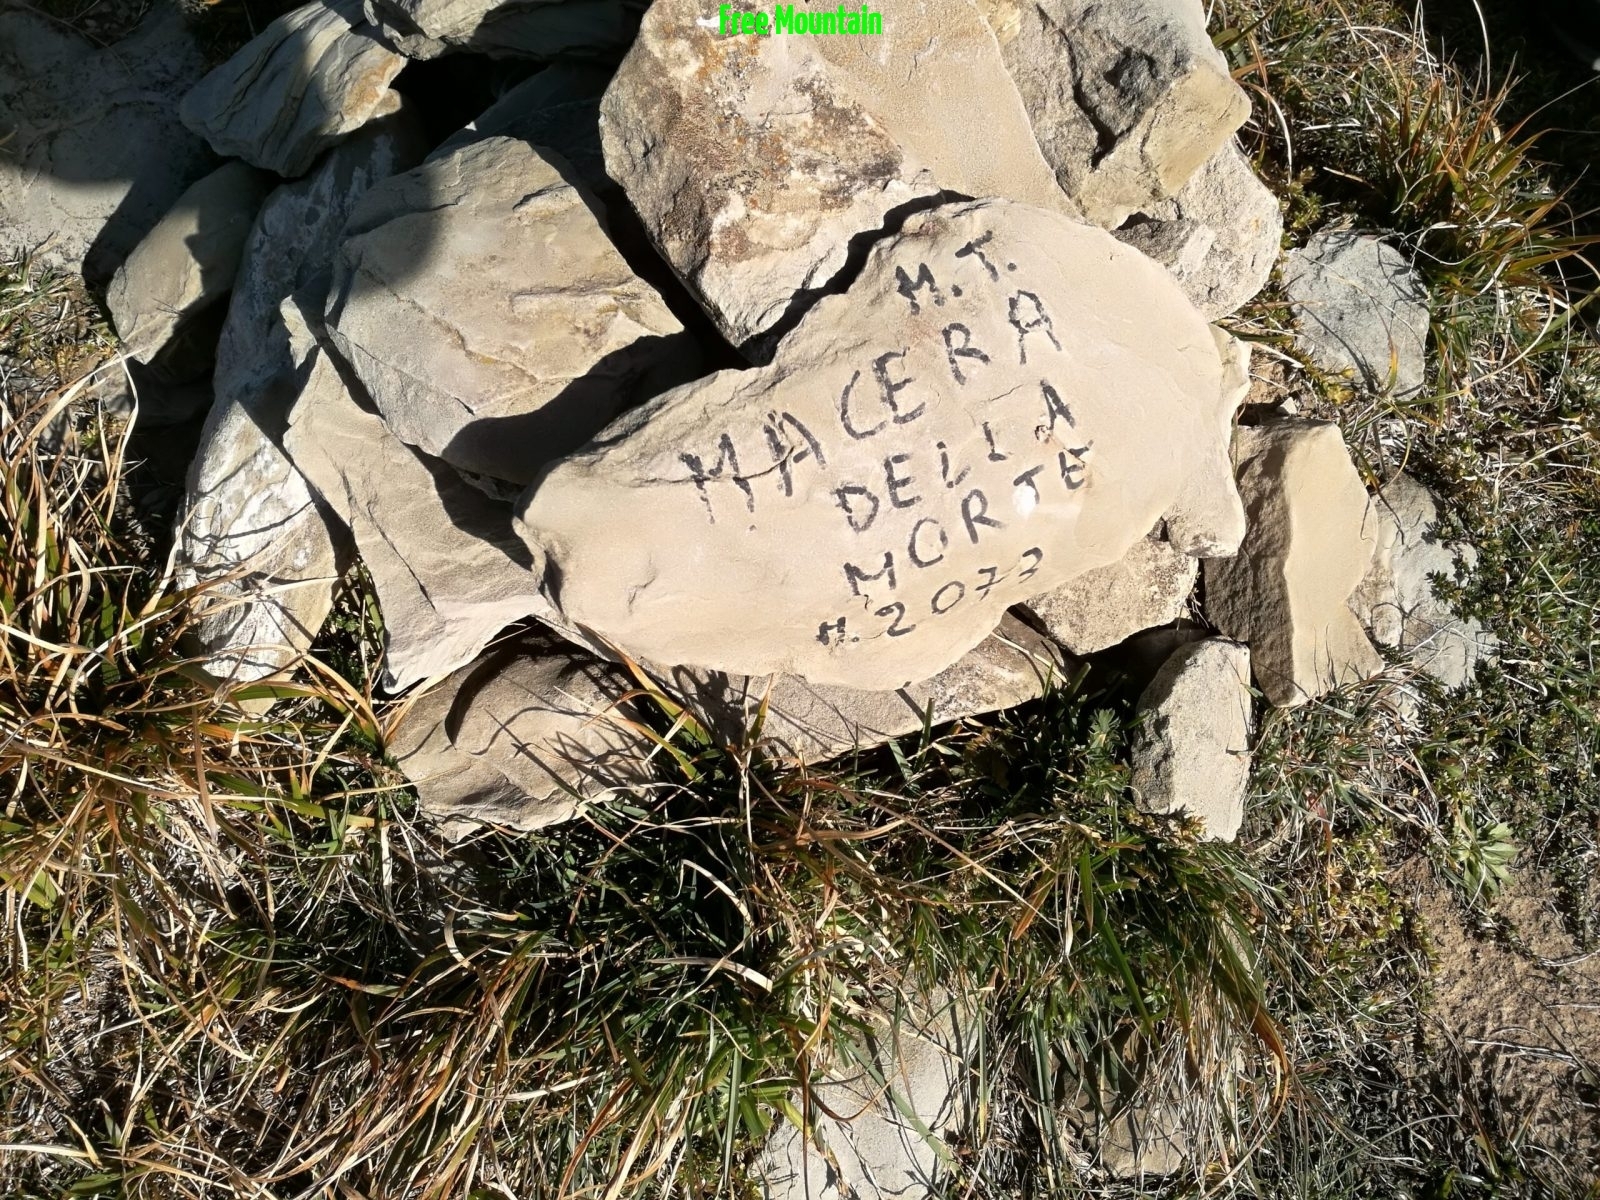 Free Mountain
M.T.
MACERA
DELLA
MORTE
M. 2073